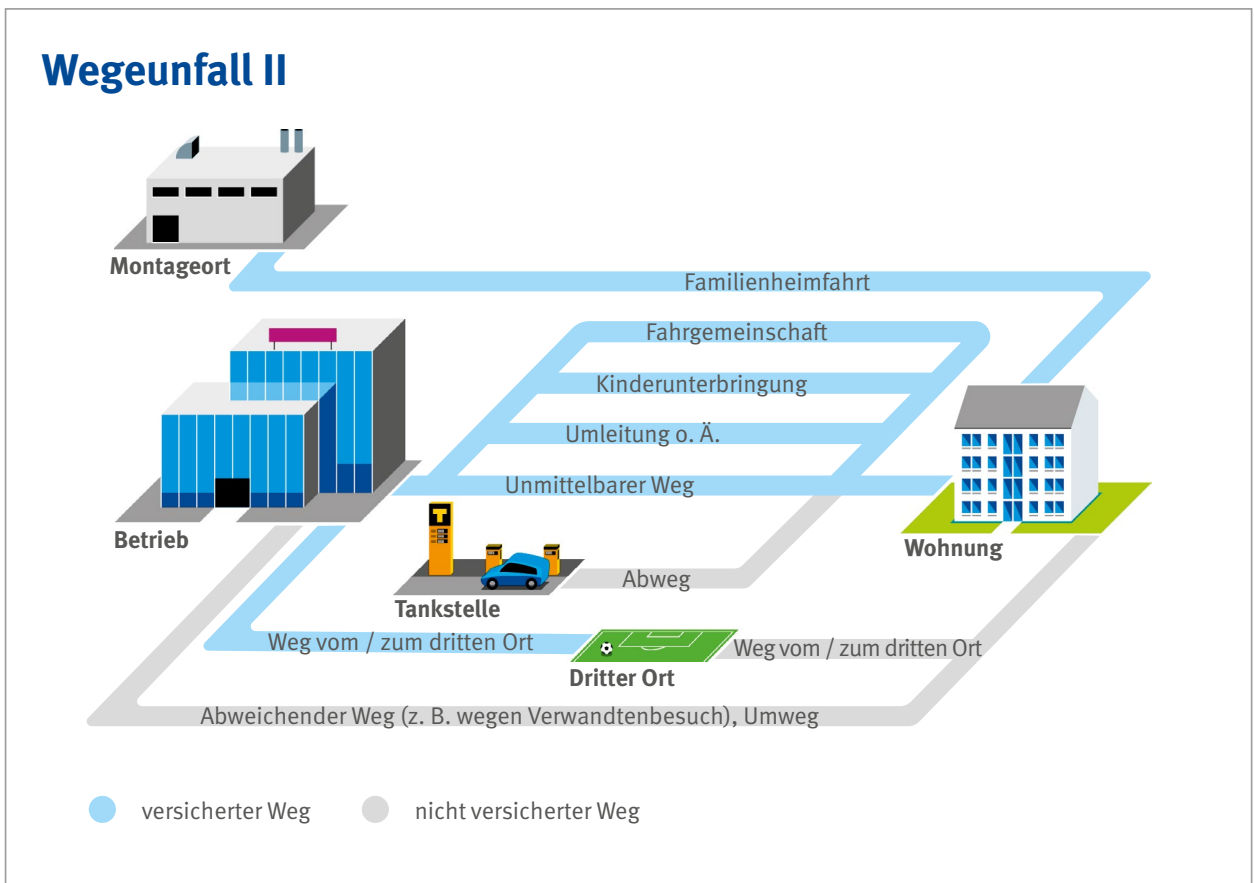 Wegeunfall II
Montageort
Familienheimfahrt
Fahrgemeinschaft
Kinderunterbringung
Umleitung o. Ä.
Unmittelbarer Weg
Betrieb
Wohnung
T
Abweg
Tankstelle
Weg vom / zum dritten Ort
Weg vom / zum dritten Ort
Dritter Ort
Abweichender Weg (z. B. wegen Verwandtenbesuch), Umweg
versicherter Weg
nicht versicherter Weg